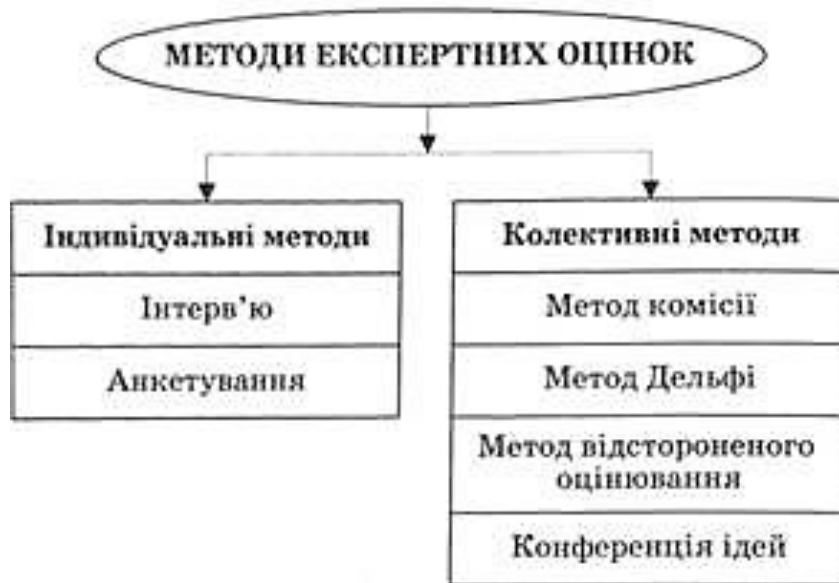 МЕТОДИ ЕКСПЕРТНИХ ОЦІНОК
Індивідуальні методи
Інтерв’ю
Анкетування
Колективні методи
Метод комісії
Метод Дельфі
Метод відстороненого
оцінювання
Конференція ідей